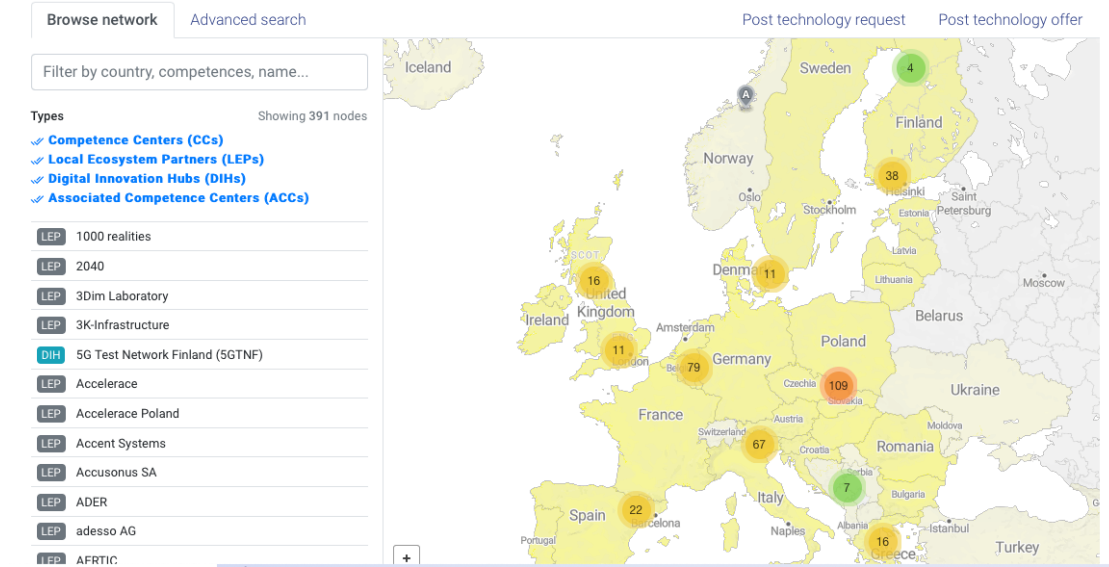 Browse network
Advanced search
Post technology request
Post technology offer
Filter by country, competences, name...
Types
Showing 391 nodes
Competence Centers (CCs)
Local Ecosystem Partners (LEPs)
Digital Innovation Hubs (DIHs)
Associated Competence Centers (ACCs)
LEP 1000 realities
LEP 2040
LEP 3Dim Laboratory
LEP 3K-Infrastructure
DIH 5G Test Network Finland (5GTNF)
LEP Accelerace
LEP Accelerace Poland
LEP Accent Systems
LEP Accusonus SA
LEP ADER
LEP adesso AG
LEP AERTIC
Iceland
Sweden
4
A
Finland
Norway
38
Oslo
Helsinki
Saint Petersburg
Stockholm
Estonia
SCOT
Latvia
Denmark
11
16
Lithuania
Moscow
United Kingdom
Ireland
Belarus
Amsterdam
Poland
11
London
79
Germany
Czechia
109
Slovakia
Ukraine
France
Austria
Switzerland
Moldova
67
Croatia
Romania
7
Bulgaria
Italy
Spain
22
Barcelona
Naples
Albania
Istanbul
Portugal
16
Greece
Turkey
+